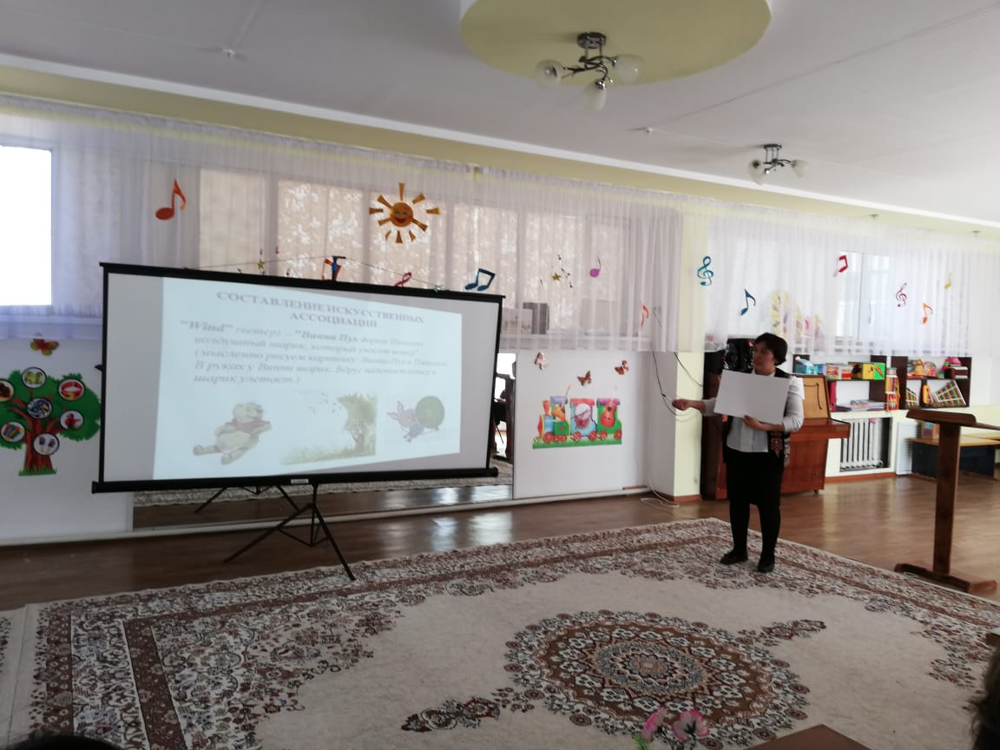 СОСТАВЛЕНИЕ ИСКУССТВЕННЫХ
АССОЦИАЦИЙ
"Wind" (ветер) – "Винни Пух дарит Пятачку
воздушный шарик, который уносит ветер".
(мысленно рисуем картинку: Винни-Пух и Пятачок.
В руках у Винни шарик. Вдруг налетает ветер и
шарик улетает.)